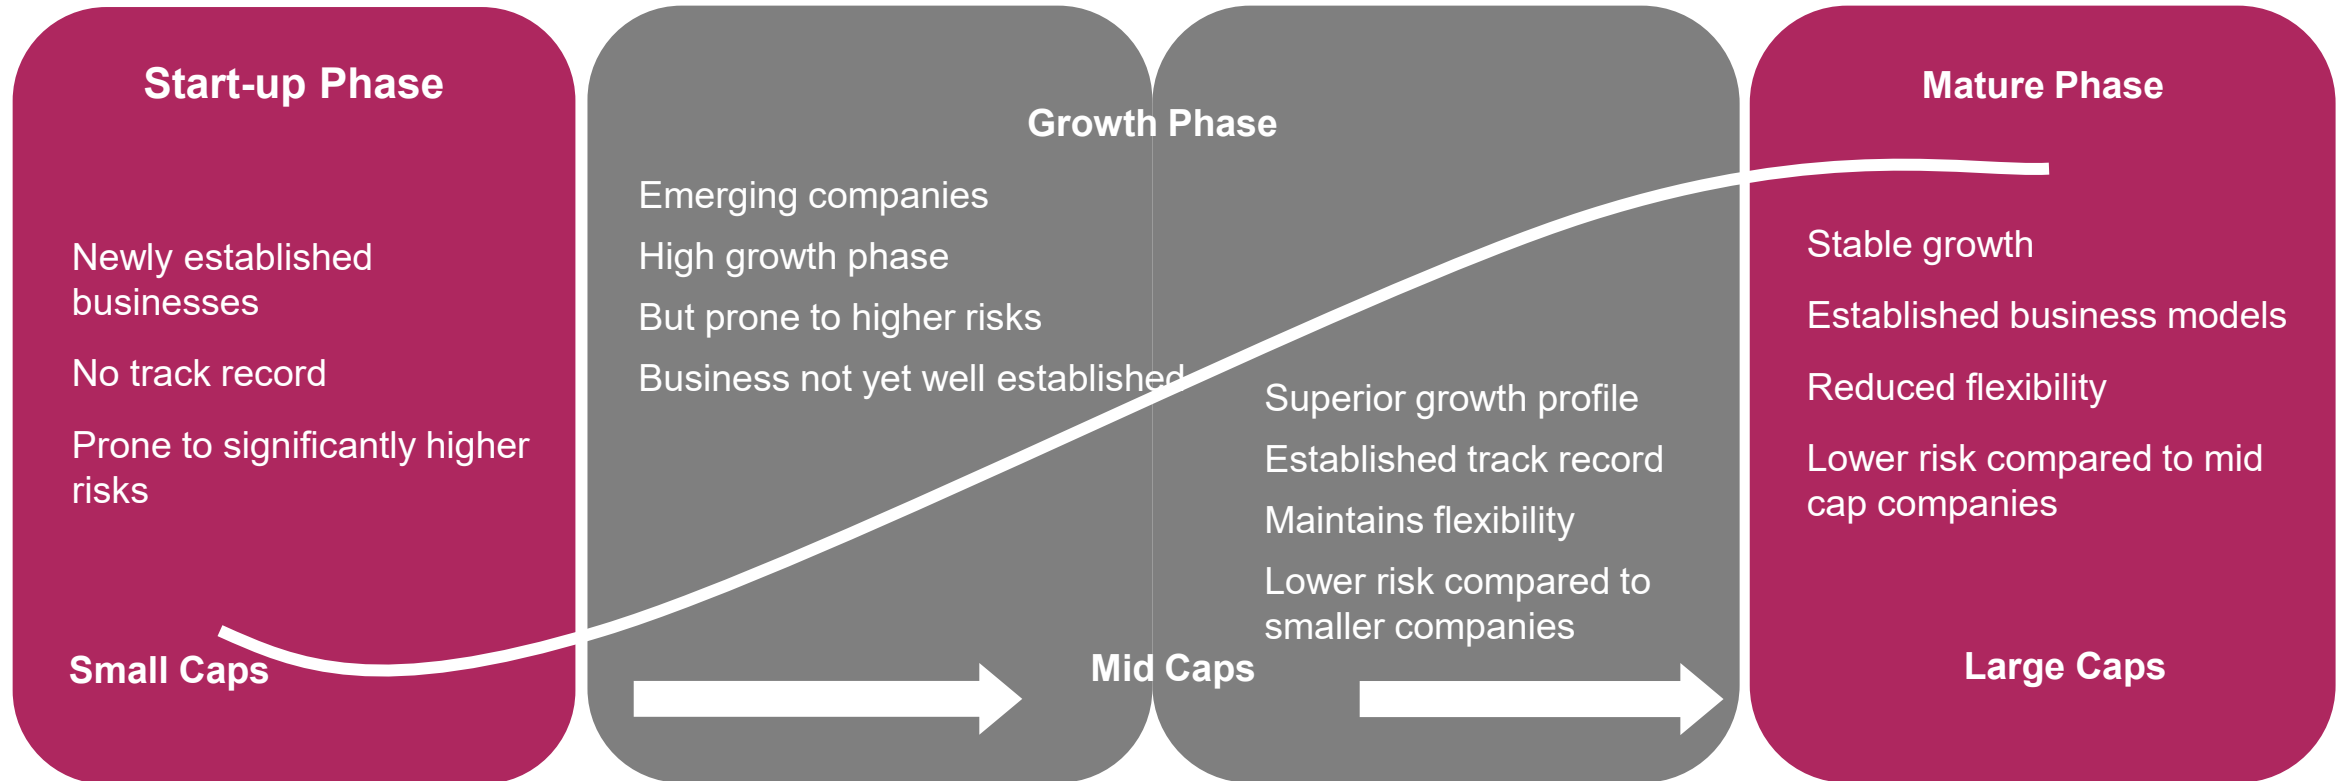 Start-up Phase
Newly established
businesses
No track record
Prone to significantly higher
risks
Small Caps
Growth Phase
Emerging companies
High growth phase
But prone to higher risks
Business not yet well established
Superior growth profile
Established track record
Maintains flexibility
Lower risk compared to
smaller companies
Mid Caps
Mature Phase
Stable growth
Established business models
Reduced flexibility
Lower risk compared to mid
cap companies
Large Caps